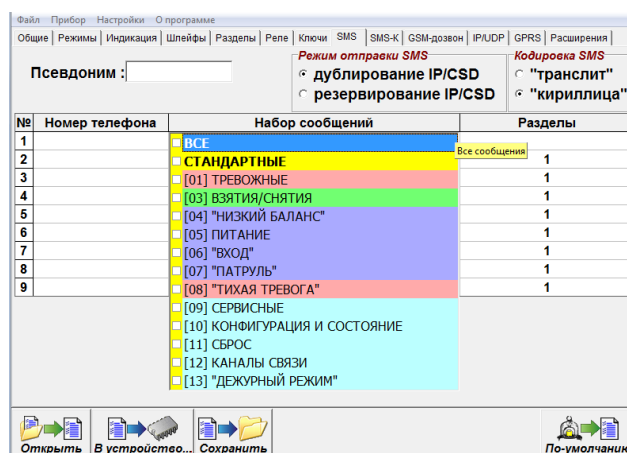 Файл Прибор Настройки О программе
Общие Режимы Индикация Шлейфы Разделы Реле Ключи SMS SMS-K GSM-дозвон IP/UDP GPRS Расширения
Псевдоним :
Режим отправки SMS
дублирование IP/CSD
резервирование IP/CSD
Кодировка SMS
"транслит"
"кириллица"
№ Номер телефона Набор сообщений Разделы
1 ВСЕ
Все сообщения
2 СТАНДАРТНЫЕ 1
3 [01] ТРЕВОЖНЫЕ 1
4 [03] ВЗЯТИЯ/СНЯТИЯ 1
5 [04] "НИЗКИЙ БАЛАНС" 1
6 [05] ПИТАНИЕ 1
7 [06] "ВХОД" 1
8 [07] "ПАТРУЛЬ" 1
9 [08] "ТИХАЯ ТРЕВОГА" 1
[09] СЕРВИСНЫЕ
[10] КОНФИГУРАЦИЯ И СОСТОЯНИЕ
[11] СБРОС
[12] КАНАЛЫ СВЯЗИ
[13] "ДЕЖУРНЫЙ РЕЖИМ"
Открыть В устройство... Сохранить По-умолчанию